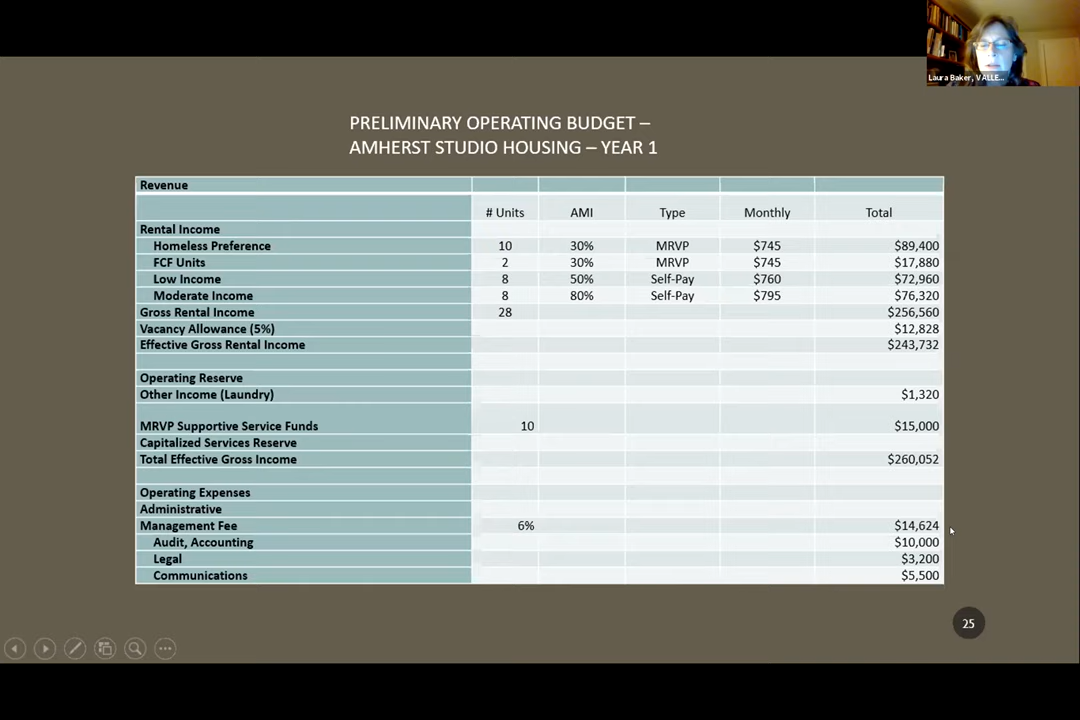 Laura Baker, VALLE...
PRELIMINARY OPERATING BUDGET –
AMHERST STUDIO HOUSING – YEAR 1
Revenue
# Units AMI Type Monthly Total
Rental Income
Homeless Preference 10 30% MRVP $745 $89,400
FCF Units 2 30% MRVP $745 $17,880
Low Income 8 50% Self-Pay $760 $72,960
Moderate Income 8 80% Self-Pay $795 $76,320
Gross Rental Income 28 $256,560
Vacancy Allowance (5%) $12,828
Effective Gross Rental Income $243,732
Operating Reserve
Other Income (Laundry) $1,320
MRVP Supportive Service Funds 10 $15,000
Capitalized Services Reserve
Total Effective Gross Income $260,052
Operating Expenses
Administrative
Management Fee 6% $14,624
Audit, Accounting $10,000
Legal $3,200
Communications $5,500
25